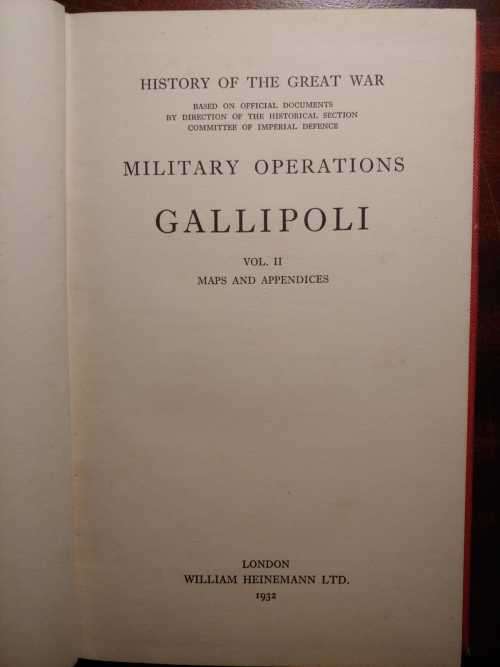 HISTORY OF THE GREAT WAR
BASED ON OFFICIAL DOCUMENTS
BY DIRECTION OF THE HISTORICAL SECTION
COMMITTEE OF IMPERIAL DEFENCE
MILITARY OPERATIONS
GALLIPOLI
VOL. II
MAPS AND APPENDICES
LONDON
WILLIAM HEINEMANN LTD.
1932